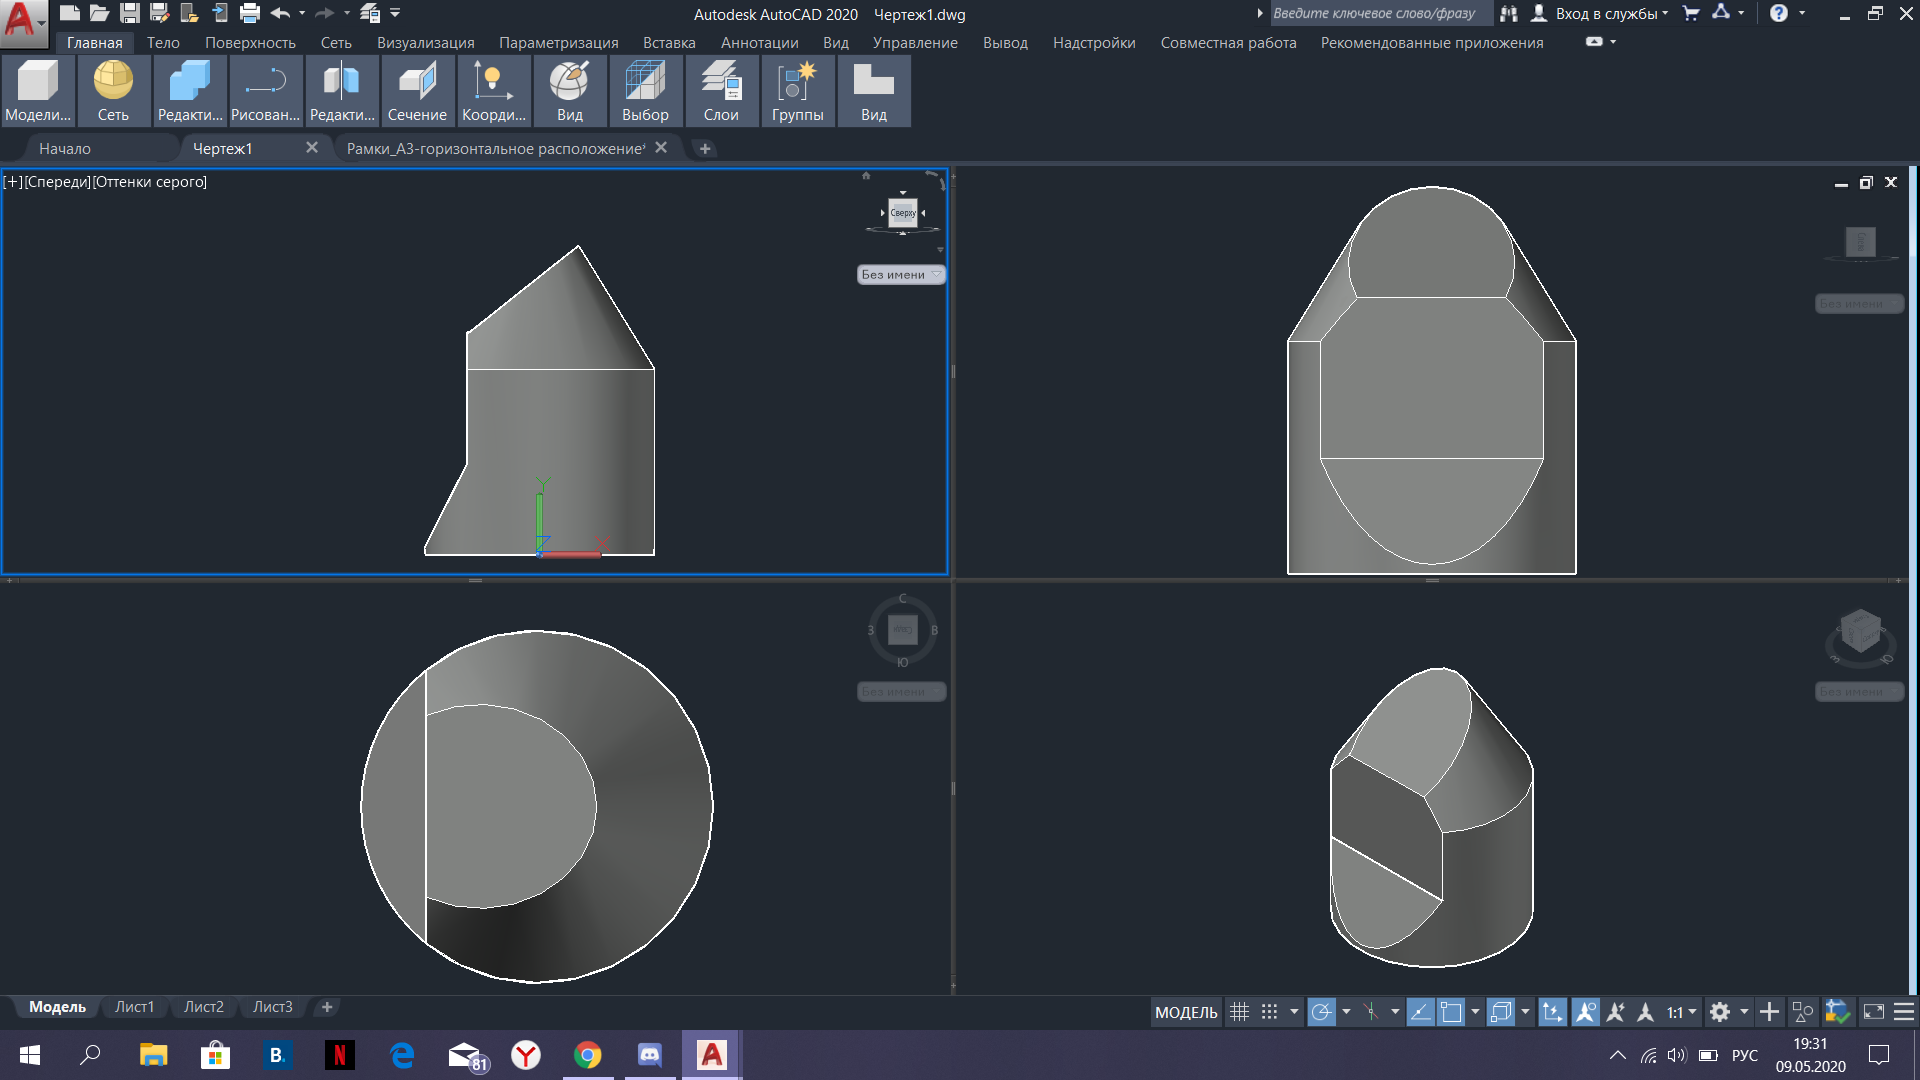 Autodesk AutoCAD 2020 Чертеж1.dwg
Введите ключевое слово/фразу
Вход в службы
Главная Тело Поверхность Сеть Визуализация Параметризация Вставка Аннотации Вид Управление Вывод Надстройки Совместная работа Рекомендованные приложения
Модели... Сеть Редакти... Рисован... Редакти... Сечение Коорди... Вид Выбор Слои Группы Вид
Начало Чертеж1 Рамки_А3-горизонтальное расположение*
[+][Спереди][Оттенки серого]
Сверху
Без имени
Без имени
Y
С
З В
Ю
Без имени
З Ю
Без имени
Модель Лист1 Лист2 Лист3
МОДЕЛЬ 1:1
B. N 81 РУС
19:31
09.05.2020